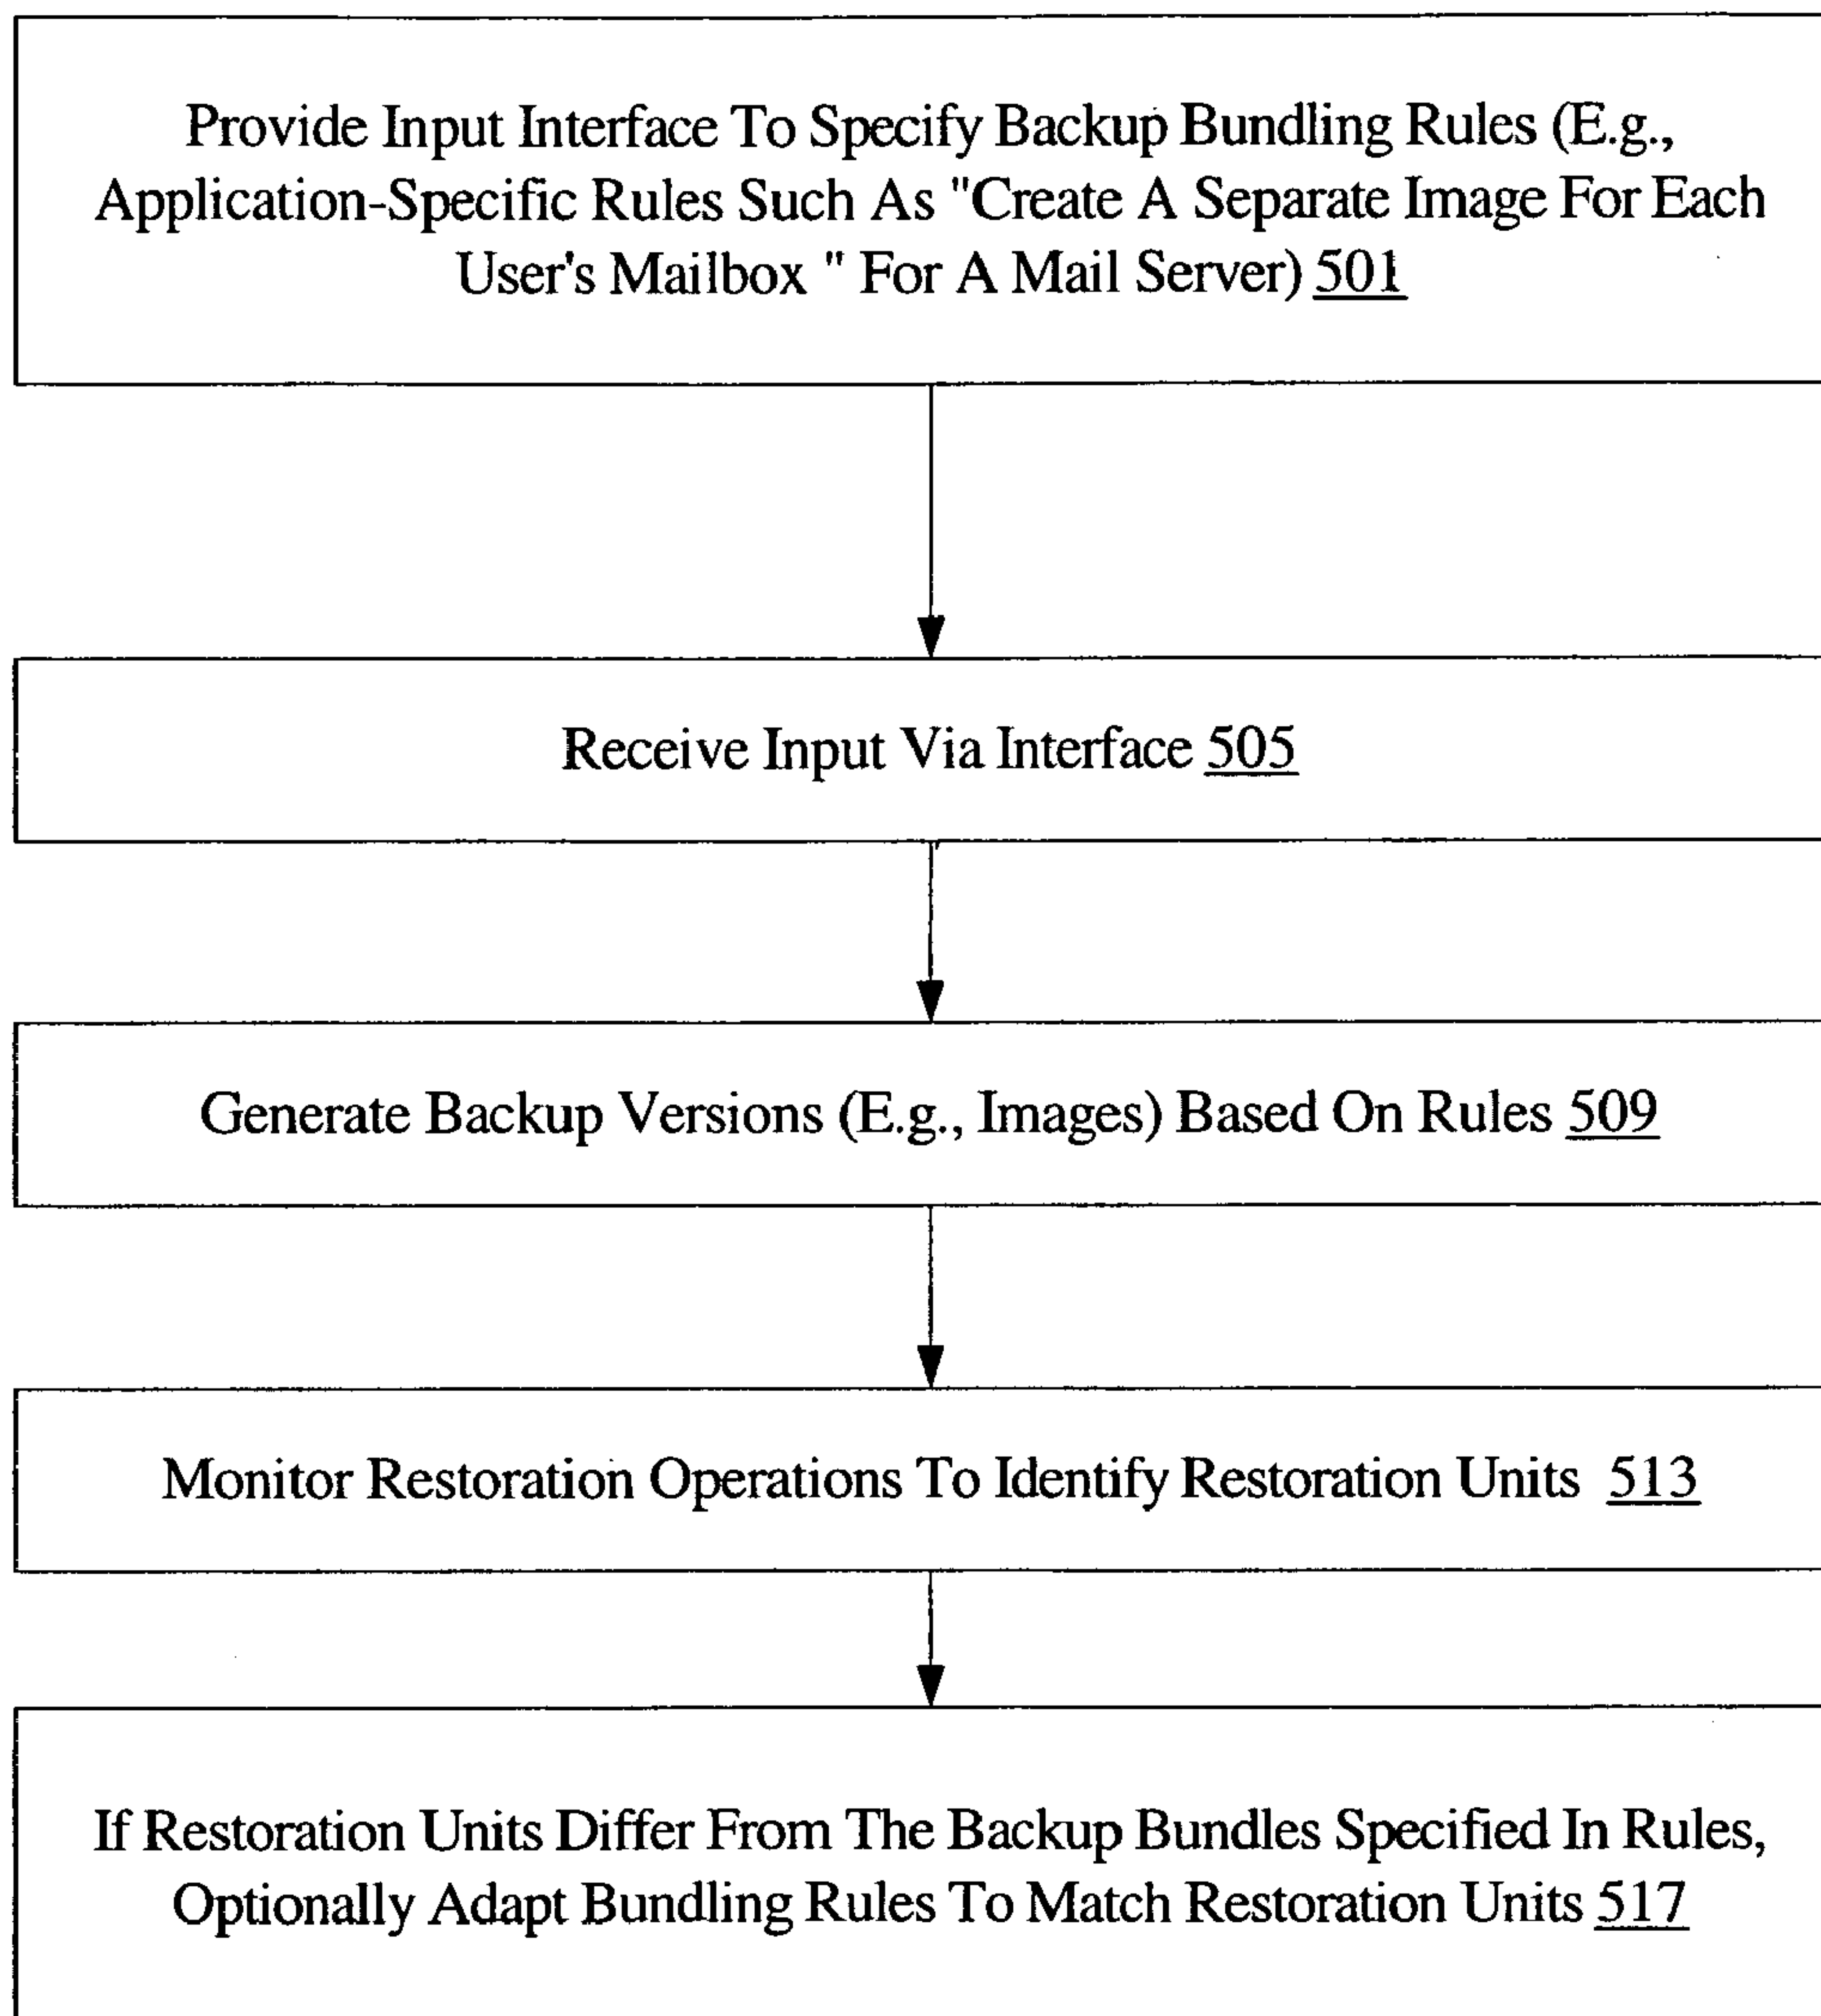 Provide Input Interface To Specify Backup Bundling Rules (E.g.,
Application-Specific Rules Such As "Create A Separate Image For Each
User's Mailbox " For A Mail Server) 501
Receive Input Via Interface 505
Generate Backup Versions (E.g., Images) Based On Rules 509
Monitor Restoration Operations To Identify Restoration Units 513
If Restoration Units Differ From The Backup Bundles Specified In Rules,
Optionally Adapt Bundling Rules To Match Restoration Units 517